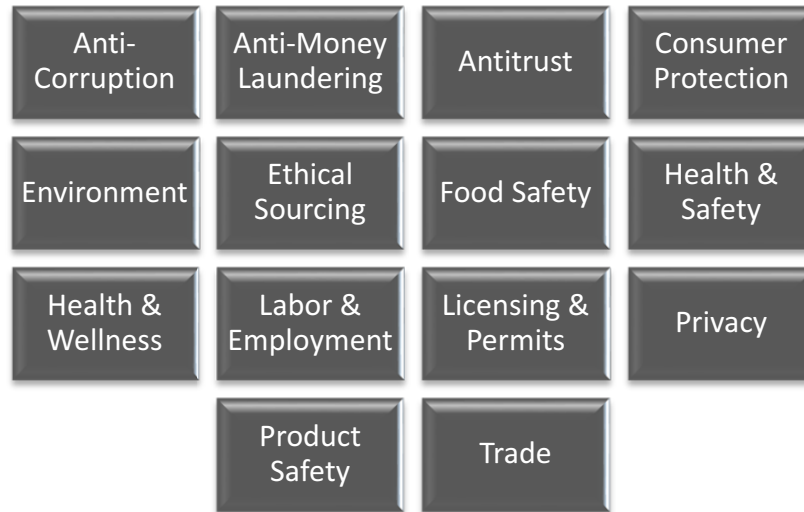 Anti-
Corruption
Anti-Money
Laundering
Antitrust
Consumer
Protection
Environment
Ethical
Sourcing
Food Safety
Health &
Safety
Health &
Wellness
Labor &
Employment
Licensing &
Permits
Privacy
Product
Safety
Trade